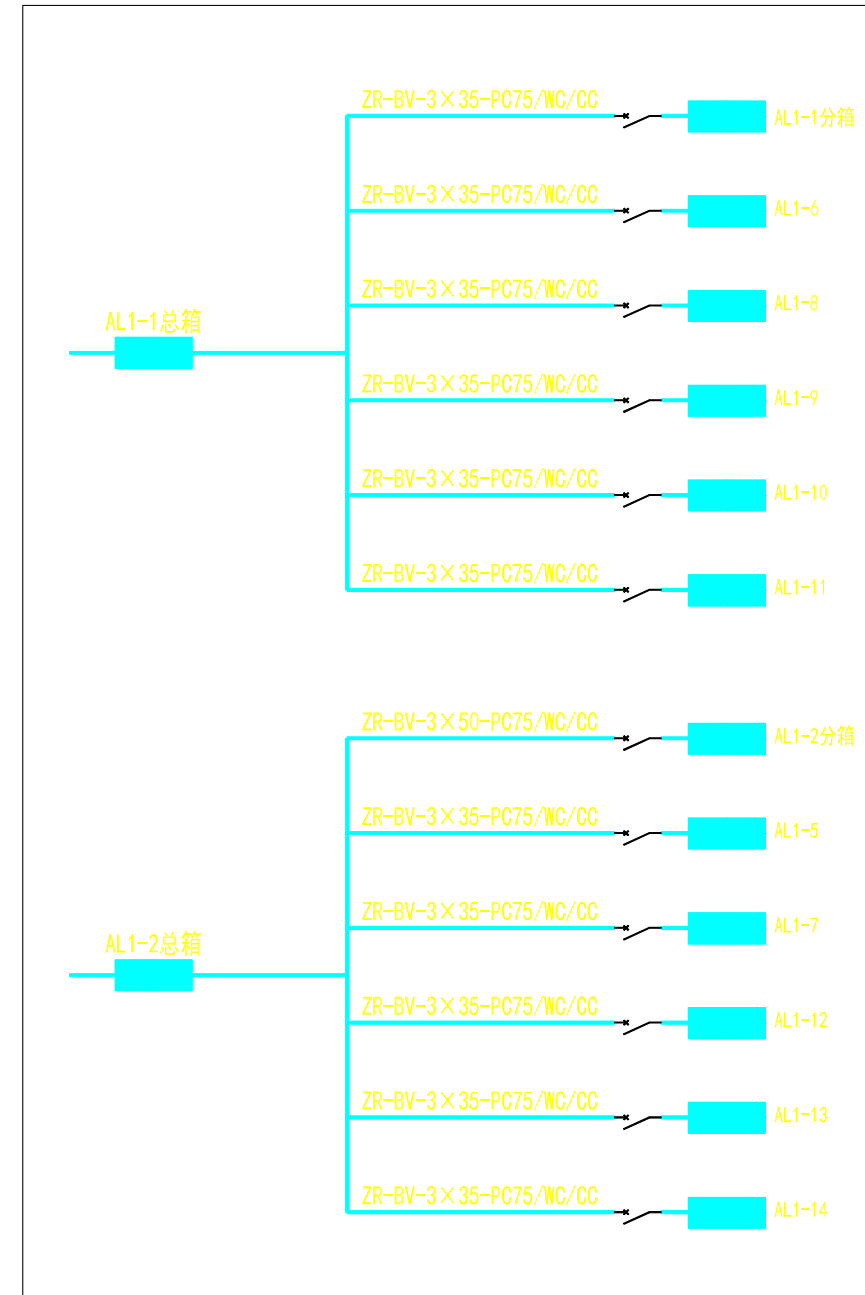 ZR-BV-3×35-PC75/WC/CC
AL1-1分箱
ZR-BV-3×35-PC75/WC/CC
AL1-6
ZR-BV-3×35-PC75/WC/CC
AL1-8
AL1-1总箱
ZR-BV-3×35-PC75/WC/CC
AL1-9
ZR-BV-3×35-PC75/WC/CC
AL1-10
ZR-BV-3×35-PC75/WC/CC
AL1-11
ZR-BV-3×50-PC75/WC/CC
AL1-2分箱
ZR-BV-3×35-PC75/WC/CC
AL1-5
ZR-BV-3×35-PC75/WC/CC
AL1-7
AL1-2总箱
ZR-BV-3×35-PC75/WC/CC
AL1-12
ZR-BV-3×35-PC75/WC/CC
AL1-13
ZR-BV-3×35-PC75/WC/CC
AL1-14